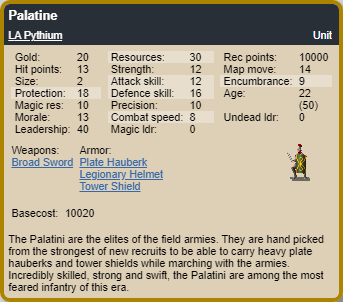 Palatine
LA Pythium Unit
Gold: 20 Resources: 30 Rec points: 10000
Hit points: 13 Strength: 12 Map move: 14
Size: 2 Attack skill: 12 Encumbrance: 9
Protection: 18 Defence skill: 16 Age: 22
Magic res: 10 Precision: 10 (50)
Morale: 13 Combat speed: 8 Undead ldr: 0
Leadership: 40 Magic ldr: 0
Weapons: Armor:
Broad Sword Plate Hauberk
Legionary Helmet
Tower Shield
Basecost: 10020
The Palatini are the elites of the field armies. They are hand picked
from the strongest of new recruits to be able to carry heavy plate
hauberks and tower shields while marching with the armies.
Incredibly skilled, strong and swift, the Palatini are among the most
feared infantry of this era.